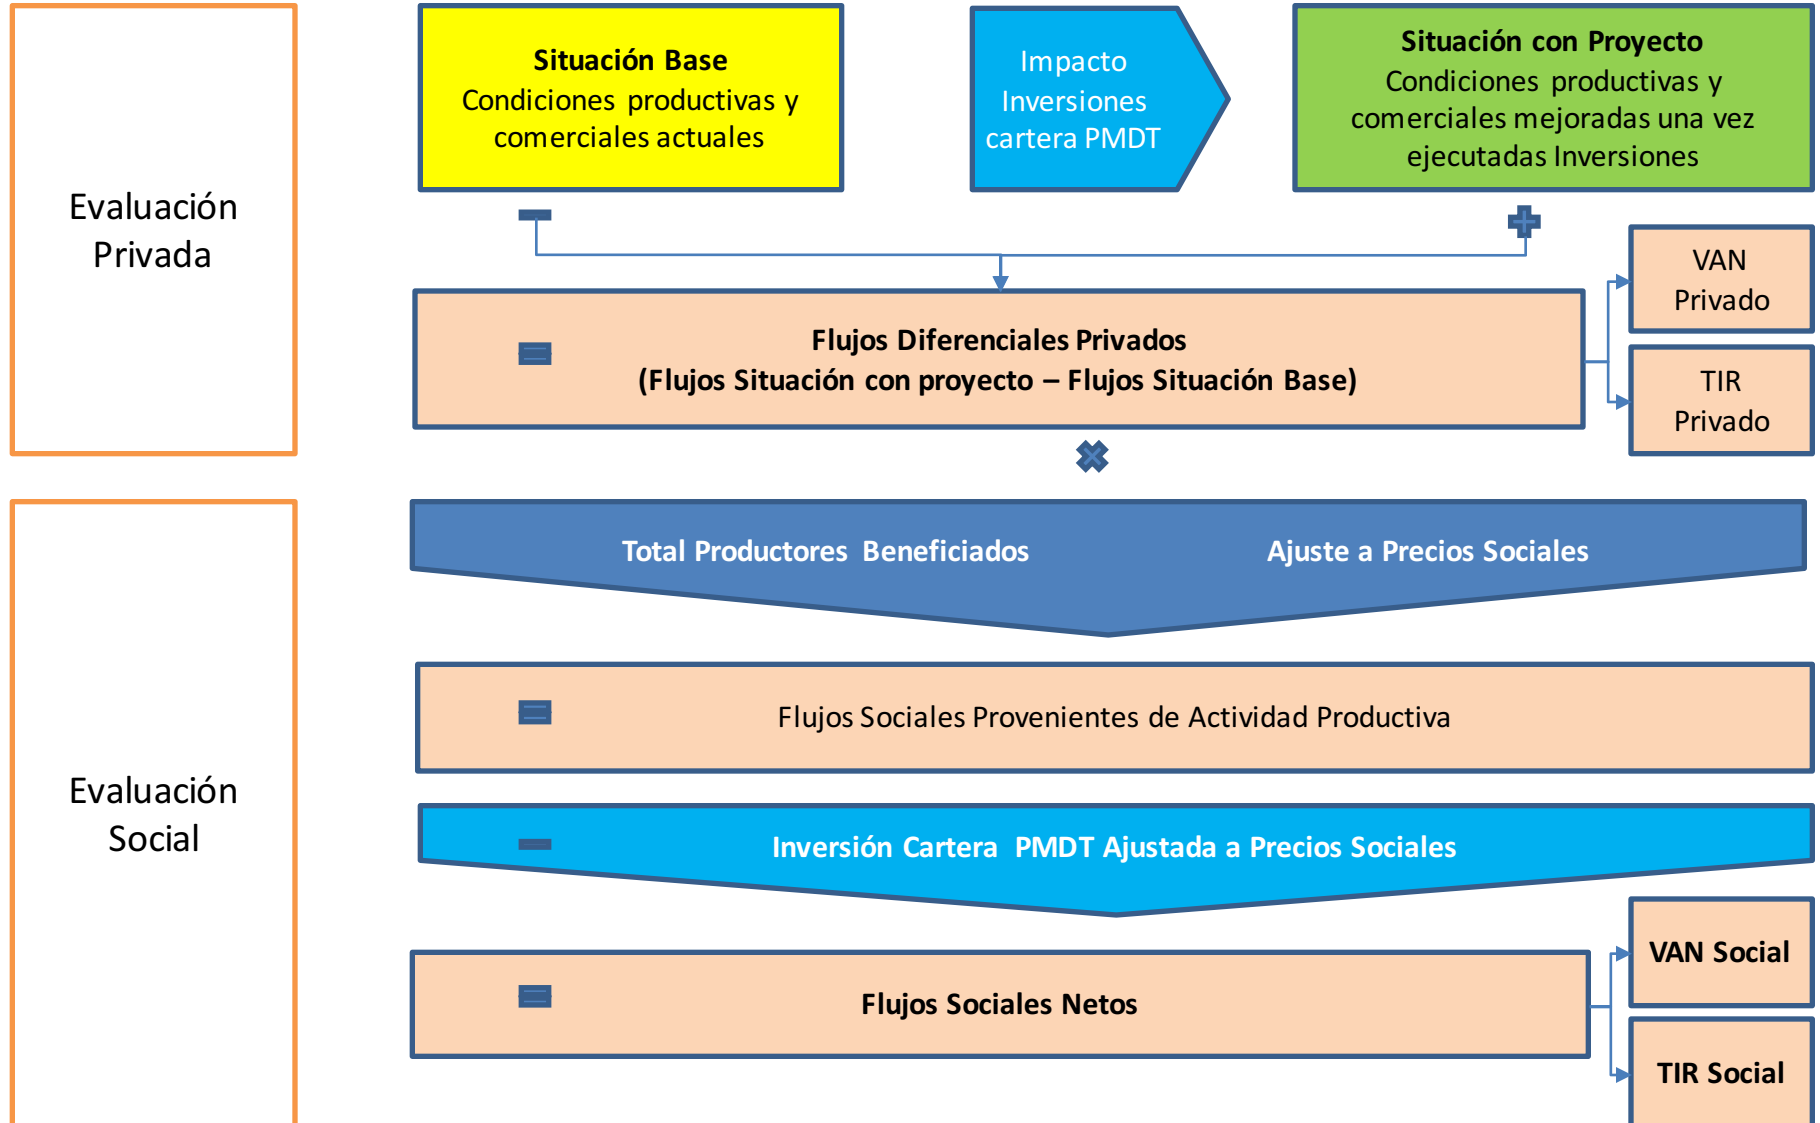 Evaluación
Privada
Situación Base
Condiciones productivas y
comerciales actuales
Impacto
Inversiones
cartera PMDT
Situación con Proyecto
Condiciones productivas y
comerciales mejoradas una vez
ejecutadas Inversiones
Flujos Diferenciales Privados
(Flujos Situación con proyecto – Flujos Situación Base)
VAN
Privado
TIR
Privado
Evaluación
Social
Total Productores Beneficiados
Ajuste a Precios Sociales
Flujos Sociales Provenientes de Actividad Productiva
Inversión Cartera PMDT Ajustada a Precios Sociales
Flujos Sociales Netos
VAN Social
TIR Social